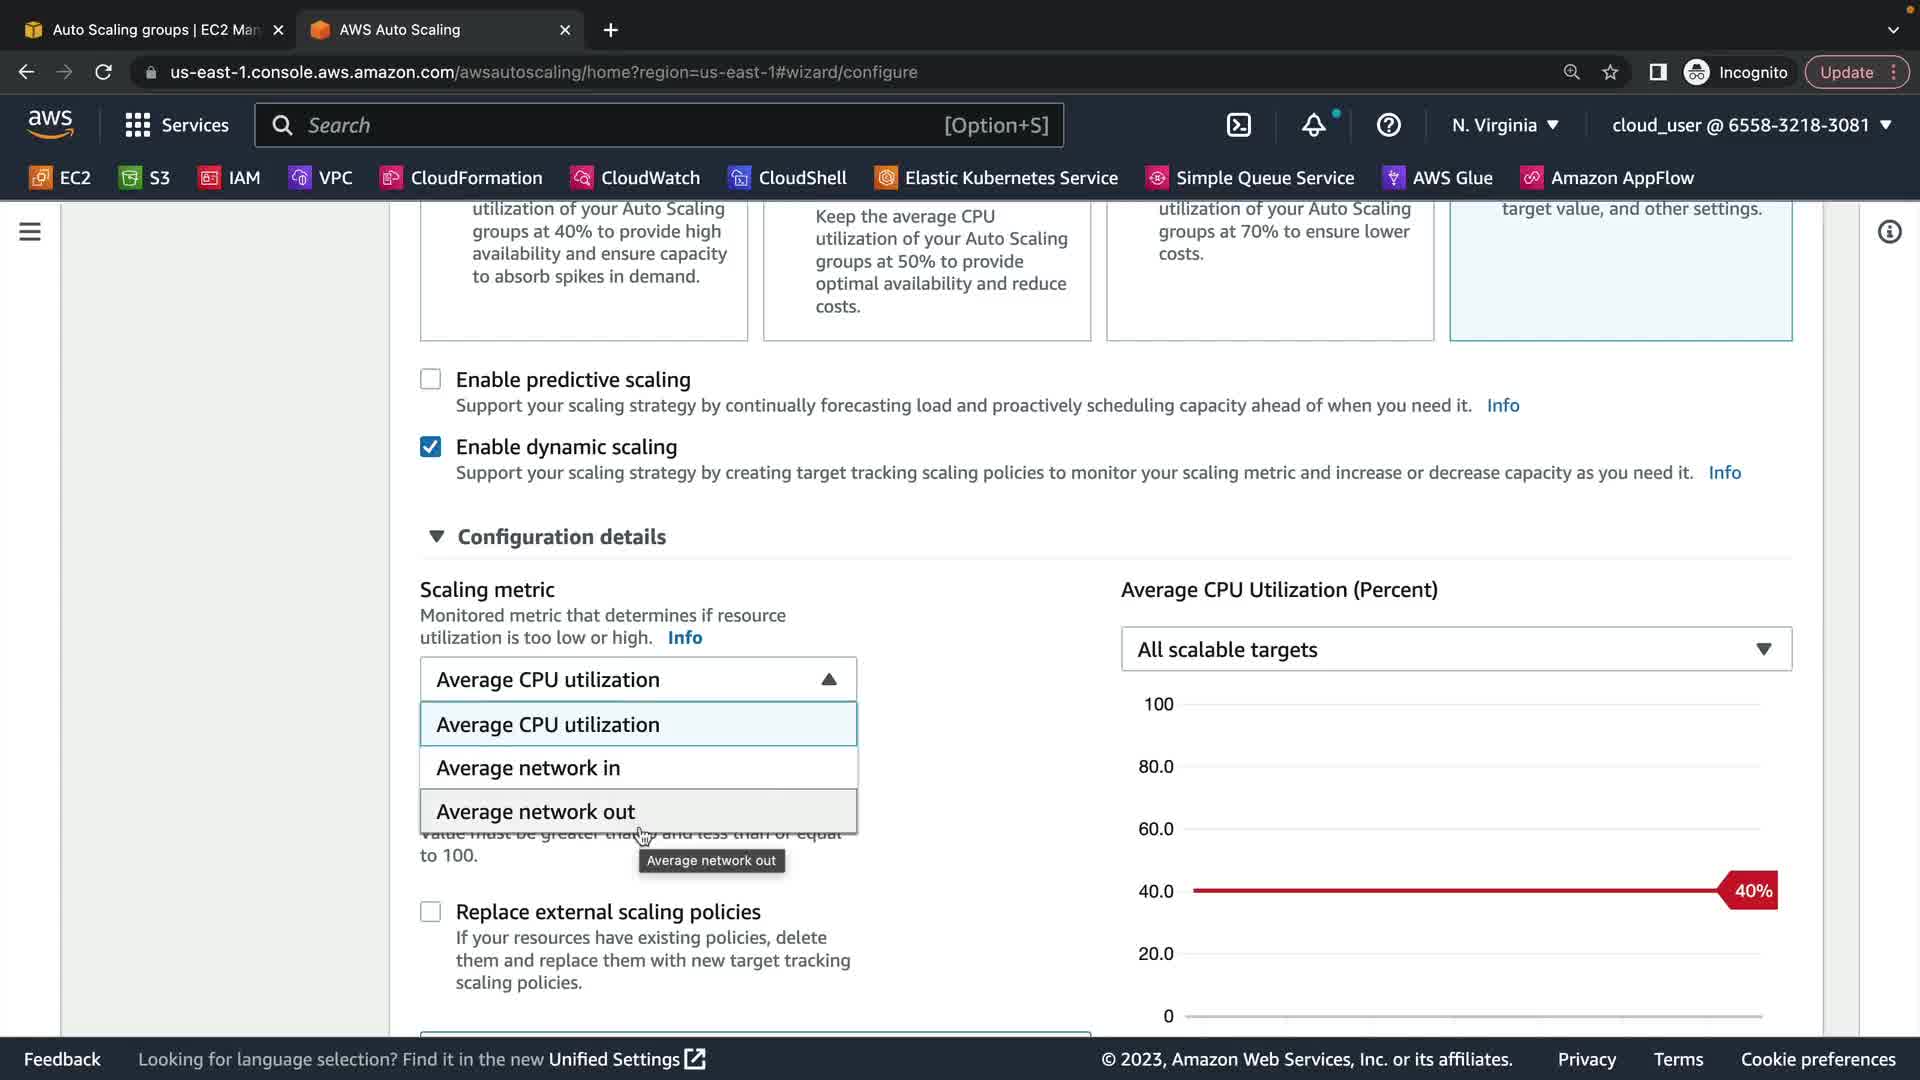 Auto Scaling groups | EC2 Man
AWS Auto Scaling
us-east-1.console.aws.amazon.com/awsautoscaling/home?region=us-east-1#wizard/configure
Incognito
Update
aws
Services
Search
[Option+S]
N. Virginia
cloud_user @ 6558-3218-3081
EC2
S3
IAM
VPC
CloudFormation
CloudWatch
CloudShell
Elastic Kubernetes Service
Simple Queue Service
AWS Glue
Amazon AppFlow
utilization of your Auto Scaling
groups at 40% to provide high
availability and ensure capacity
to absorb spikes in demand.
Keep the average CPU
utilization of your Auto Scaling
groups at 50% to provide
optimal availability and reduce
costs.
utilization of your Auto Scaling
groups at 70% to ensure lower
costs.
target value, and other settings.
Enable predictive scaling
Support your scaling strategy by continually forecasting load and proactively scheduling capacity ahead of when you need it. Info
Enable dynamic scaling
Support your scaling strategy by creating target tracking scaling policies to monitor your scaling metric and increase or decrease capacity as you need it. Info
Configuration details
Scaling metric
Monitored metric that determines if resource
utilization is too low or high. Info
Average CPU utilization
Average CPU utilization
Average network in
Average network out
Value must be greater and less than or equal
to 100.
Average network out
Replace external scaling policies
If your resources have existing policies, delete
them and replace them with new target tracking
scaling policies.
Average CPU Utilization (Percent)
All scalable targets
100
80.0
60.0
40.0
40%
20.0
0
Feedback
Looking for language selection? Find it in the new Unified Settings
© 2023, Amazon Web Services, Inc. or its affiliates.
Privacy
Terms
Cookie preferences